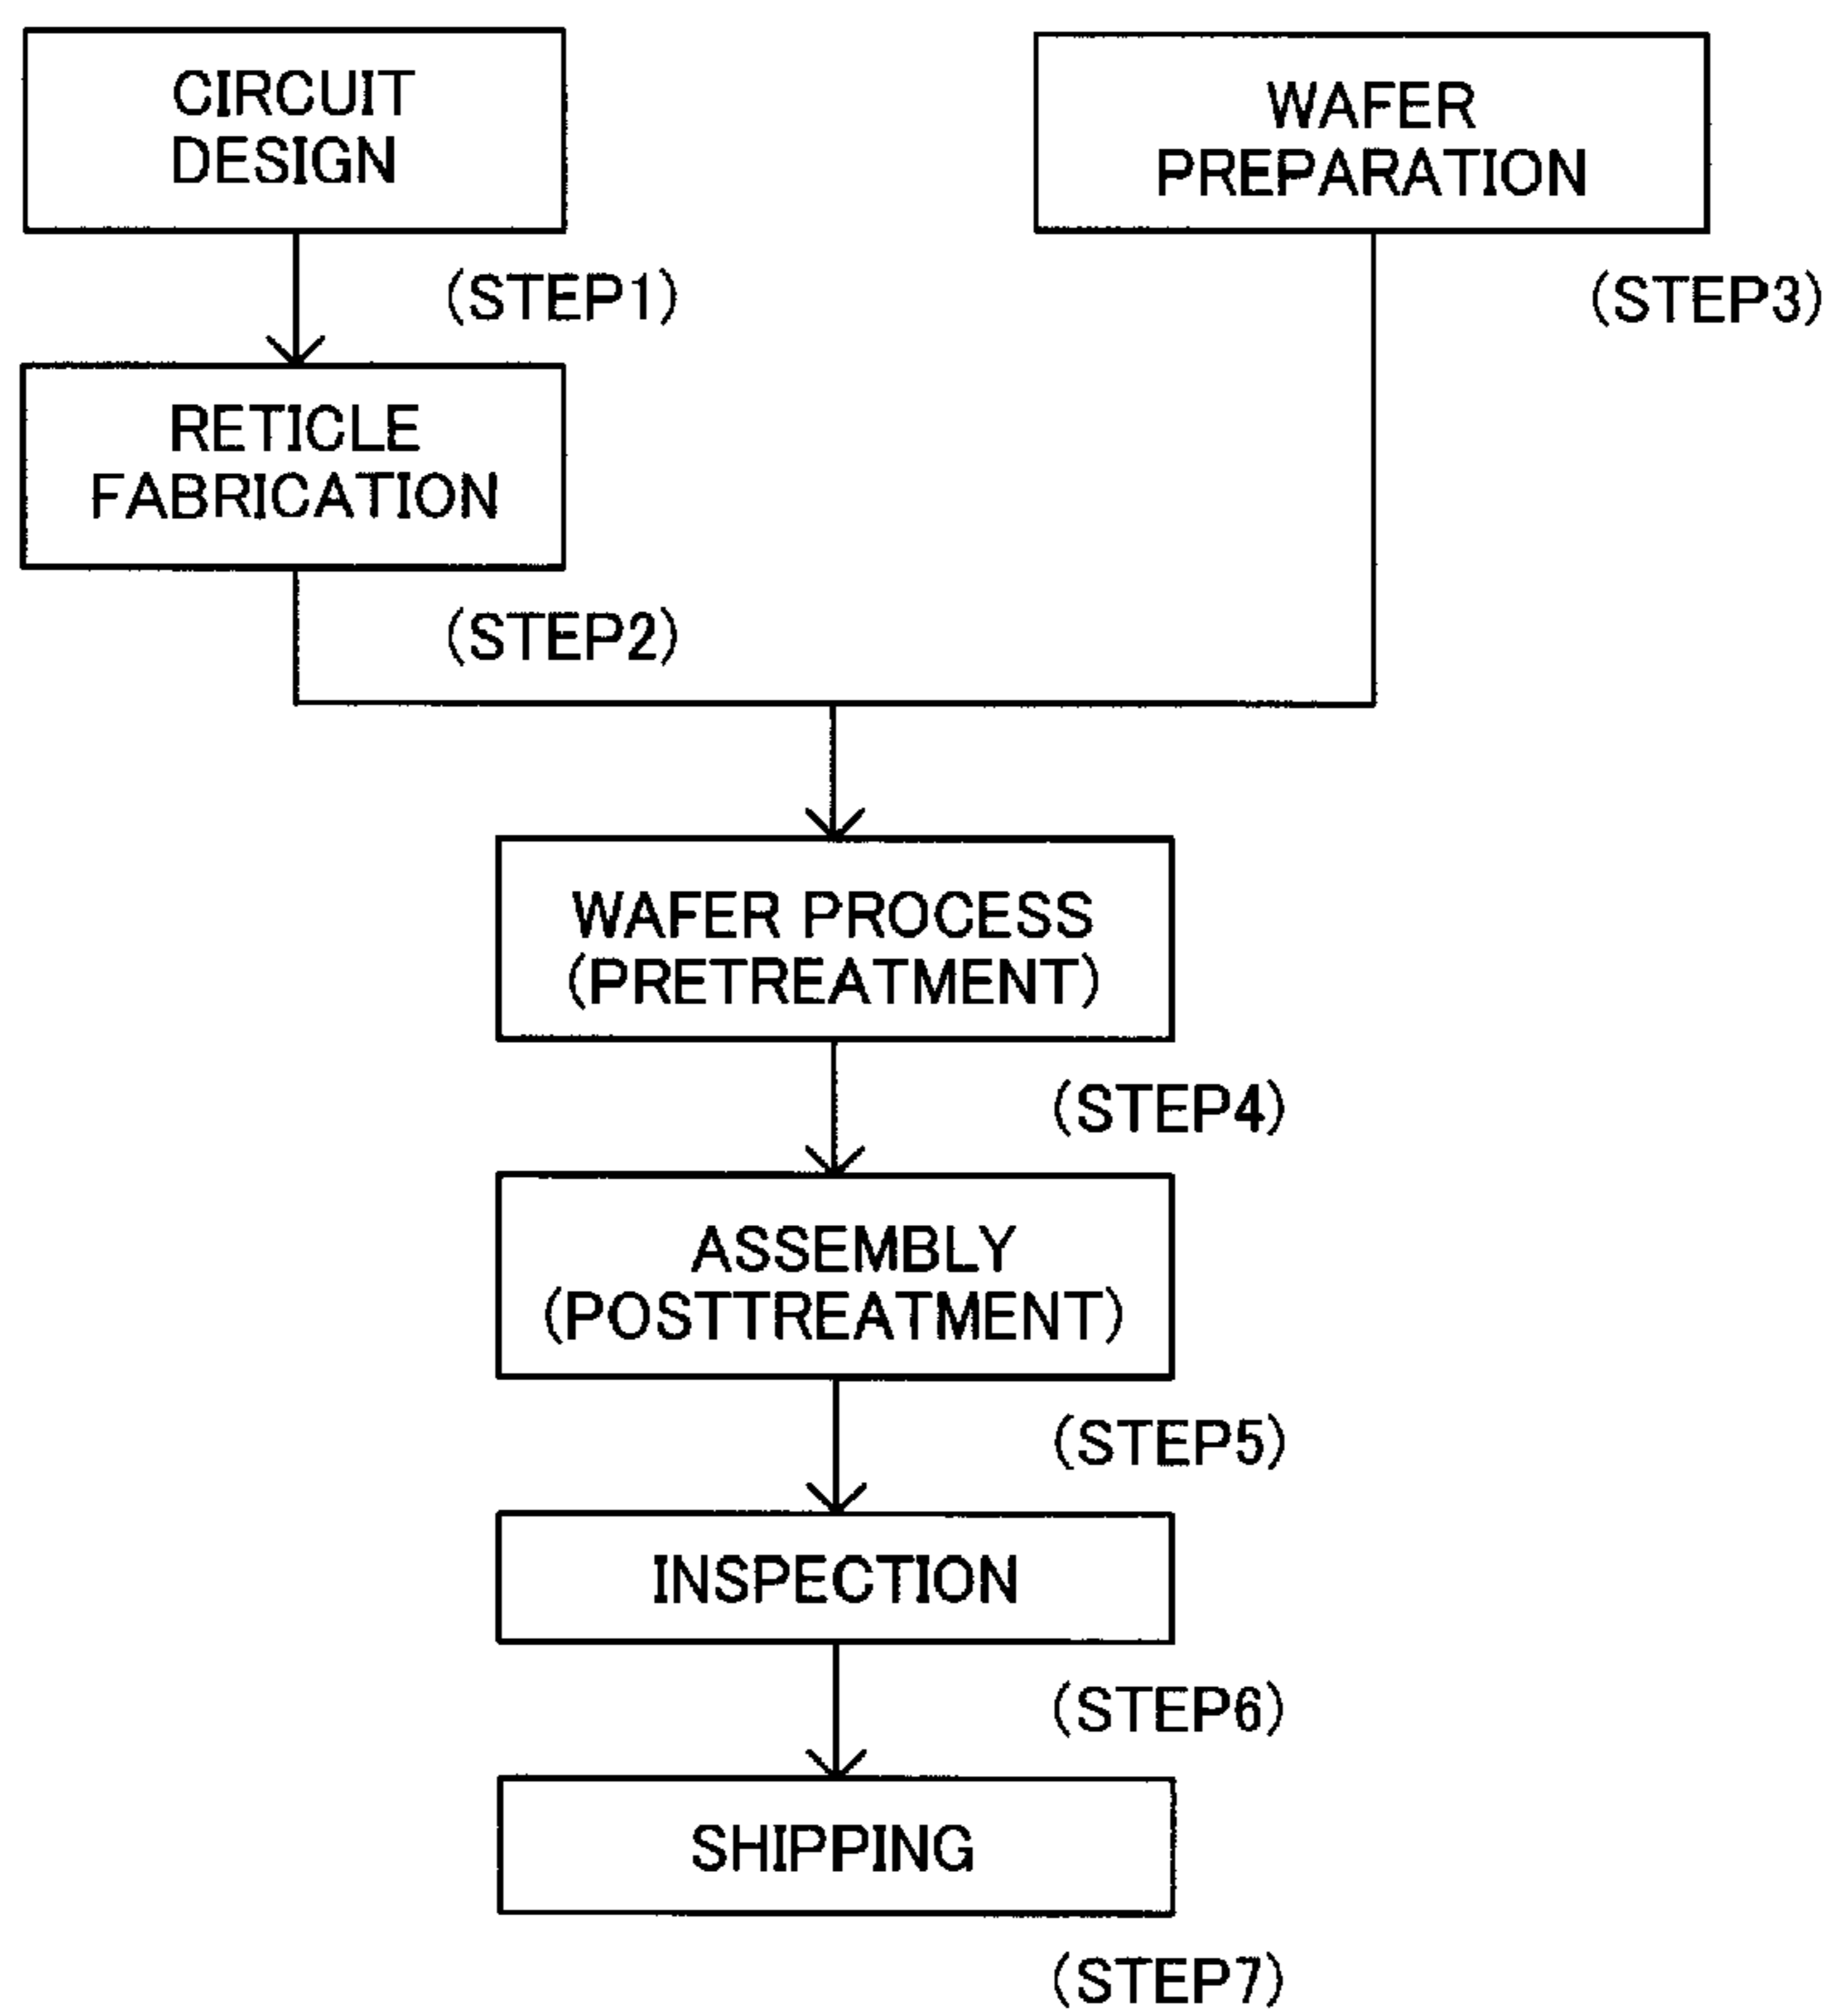 CIRCUIT
DESIGN
(STEP1)
RETICLE
FABRICATION
(STEP2)
WAFER
PREPARATION
(STEP3)
WAFER PROCESS
(PRETREATMENT)
(STEP4)
ASSEMBLY
(POSTTREATMENT)
(STEP5)
INSPECTION
(STEP6)
SHIPPING
(STEP7)